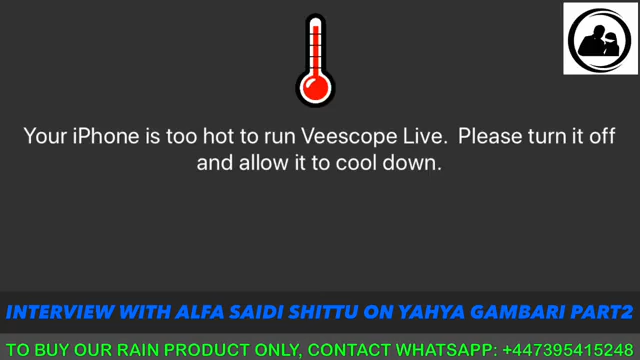 Your iPhone is too hot to run Veescope Live.  Please turn it off
and allow it to cool down.
INTERVIEW WITH ALFA SAIDI SHITTU ON YAHYA GAMBARI PART2
TO BUY OUR RAIN PRODUCT ONLY, CONTACT WHATSAPP: +447395415248